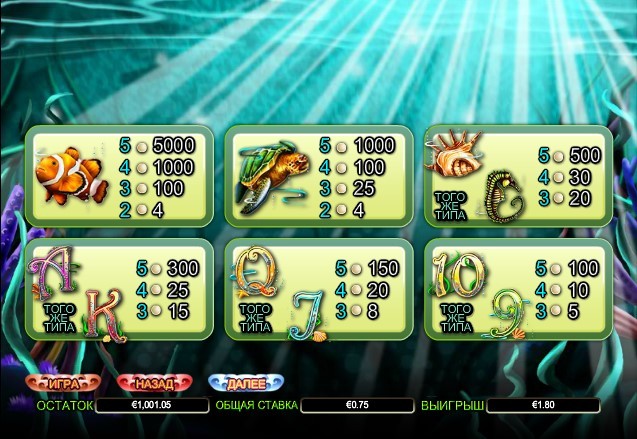 5 5000
4 1000
3 100
2 4
5 1000
4 100
3 25
2 4
5 500
4 30
3 20
ТОГО
ЖЕ
ТИПА
A
K
5 300
4 25
3 15
ТОГО
ЖЕ
ТИПА
Q
J
5 150
4 20
3 8
ТОГО
ЖЕ
ТИПА
10
9
5 100
4 10
3 5
ТОГО
ЖЕ
ТИПА
ИГРА НАЗАД ДАЛЕЕ
ОСТАТОК €1,001.05 ОБЩАЯ СТАВКА €0.75 ВЫИГРЫШ €1.80